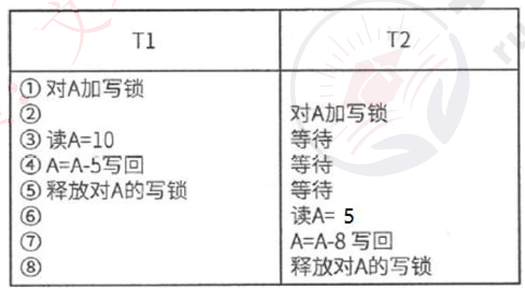 T1 T2
① 对A加写锁
② 对A加写锁
③ 读A=10 等待
④ A=A-5写回 等待
⑤ 释放对A的写锁 等待
⑥ 读A= 5
⑦ A=A-8 写回
⑧ 释放对A的写锁